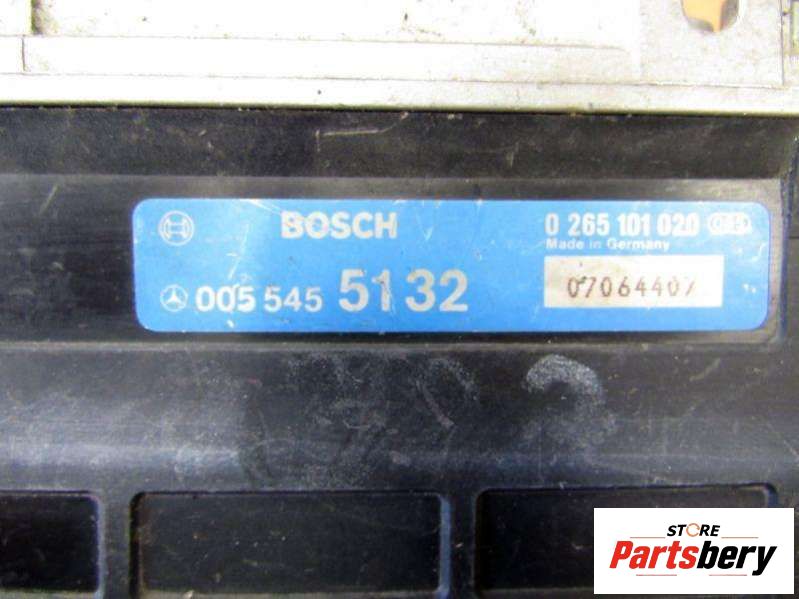 BOSCH 0 265 101 020
Made in Germany
005 545 5132 07064407
STORE
Partsbery